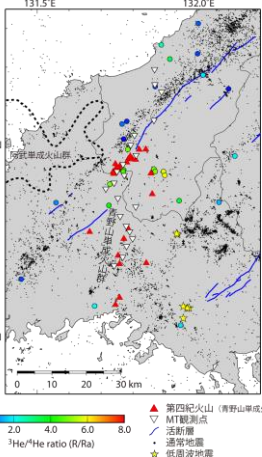 131.5˚E 132.0˚E
阿武単成火山群
青野山単成火山群
0 10 20 30 km
2.0 4.0 6.0 8.0
³He/⁴He ratio (R/Ra)
第四紀火山（青野山単成火
MT観測点
活断層
通常地震
低周波地震